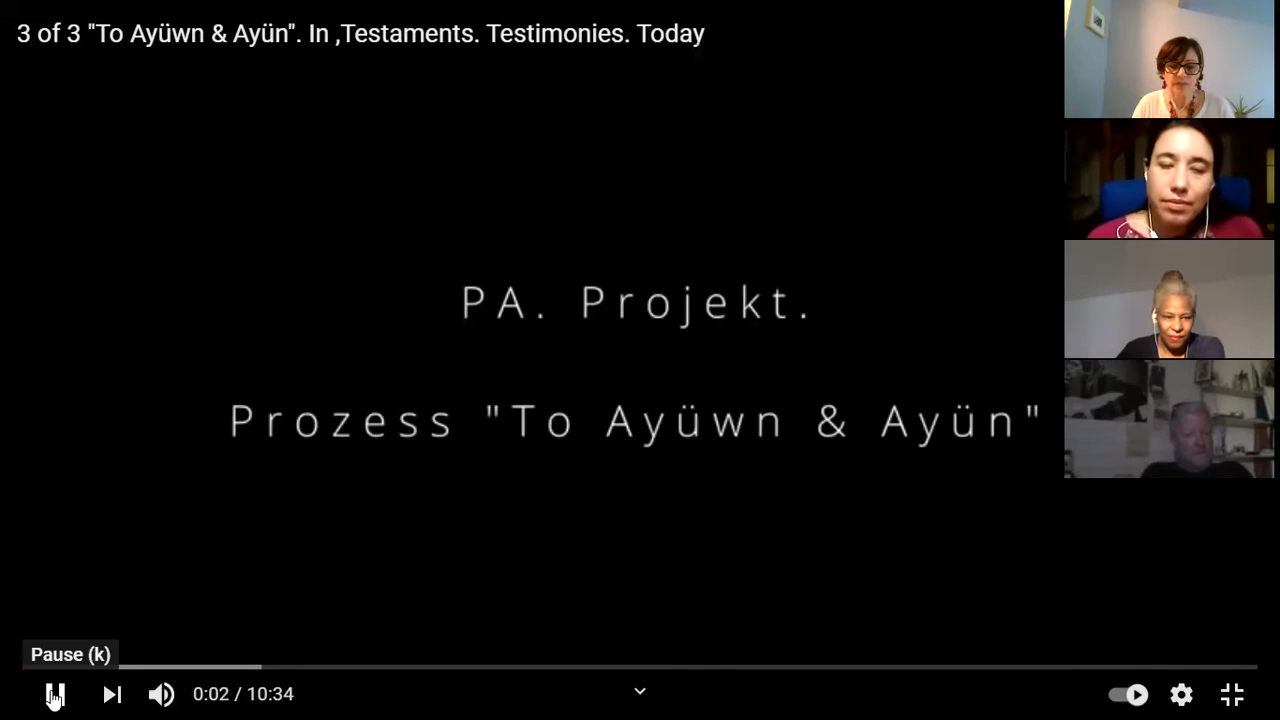 3 of 3 "To Ayüwn & Ayün". In ,Testaments. Testimonies. Today
PA. Projekt.
Prozess "To Ayüwn & Ayün"
Pause (k)
0:02 / 10:34